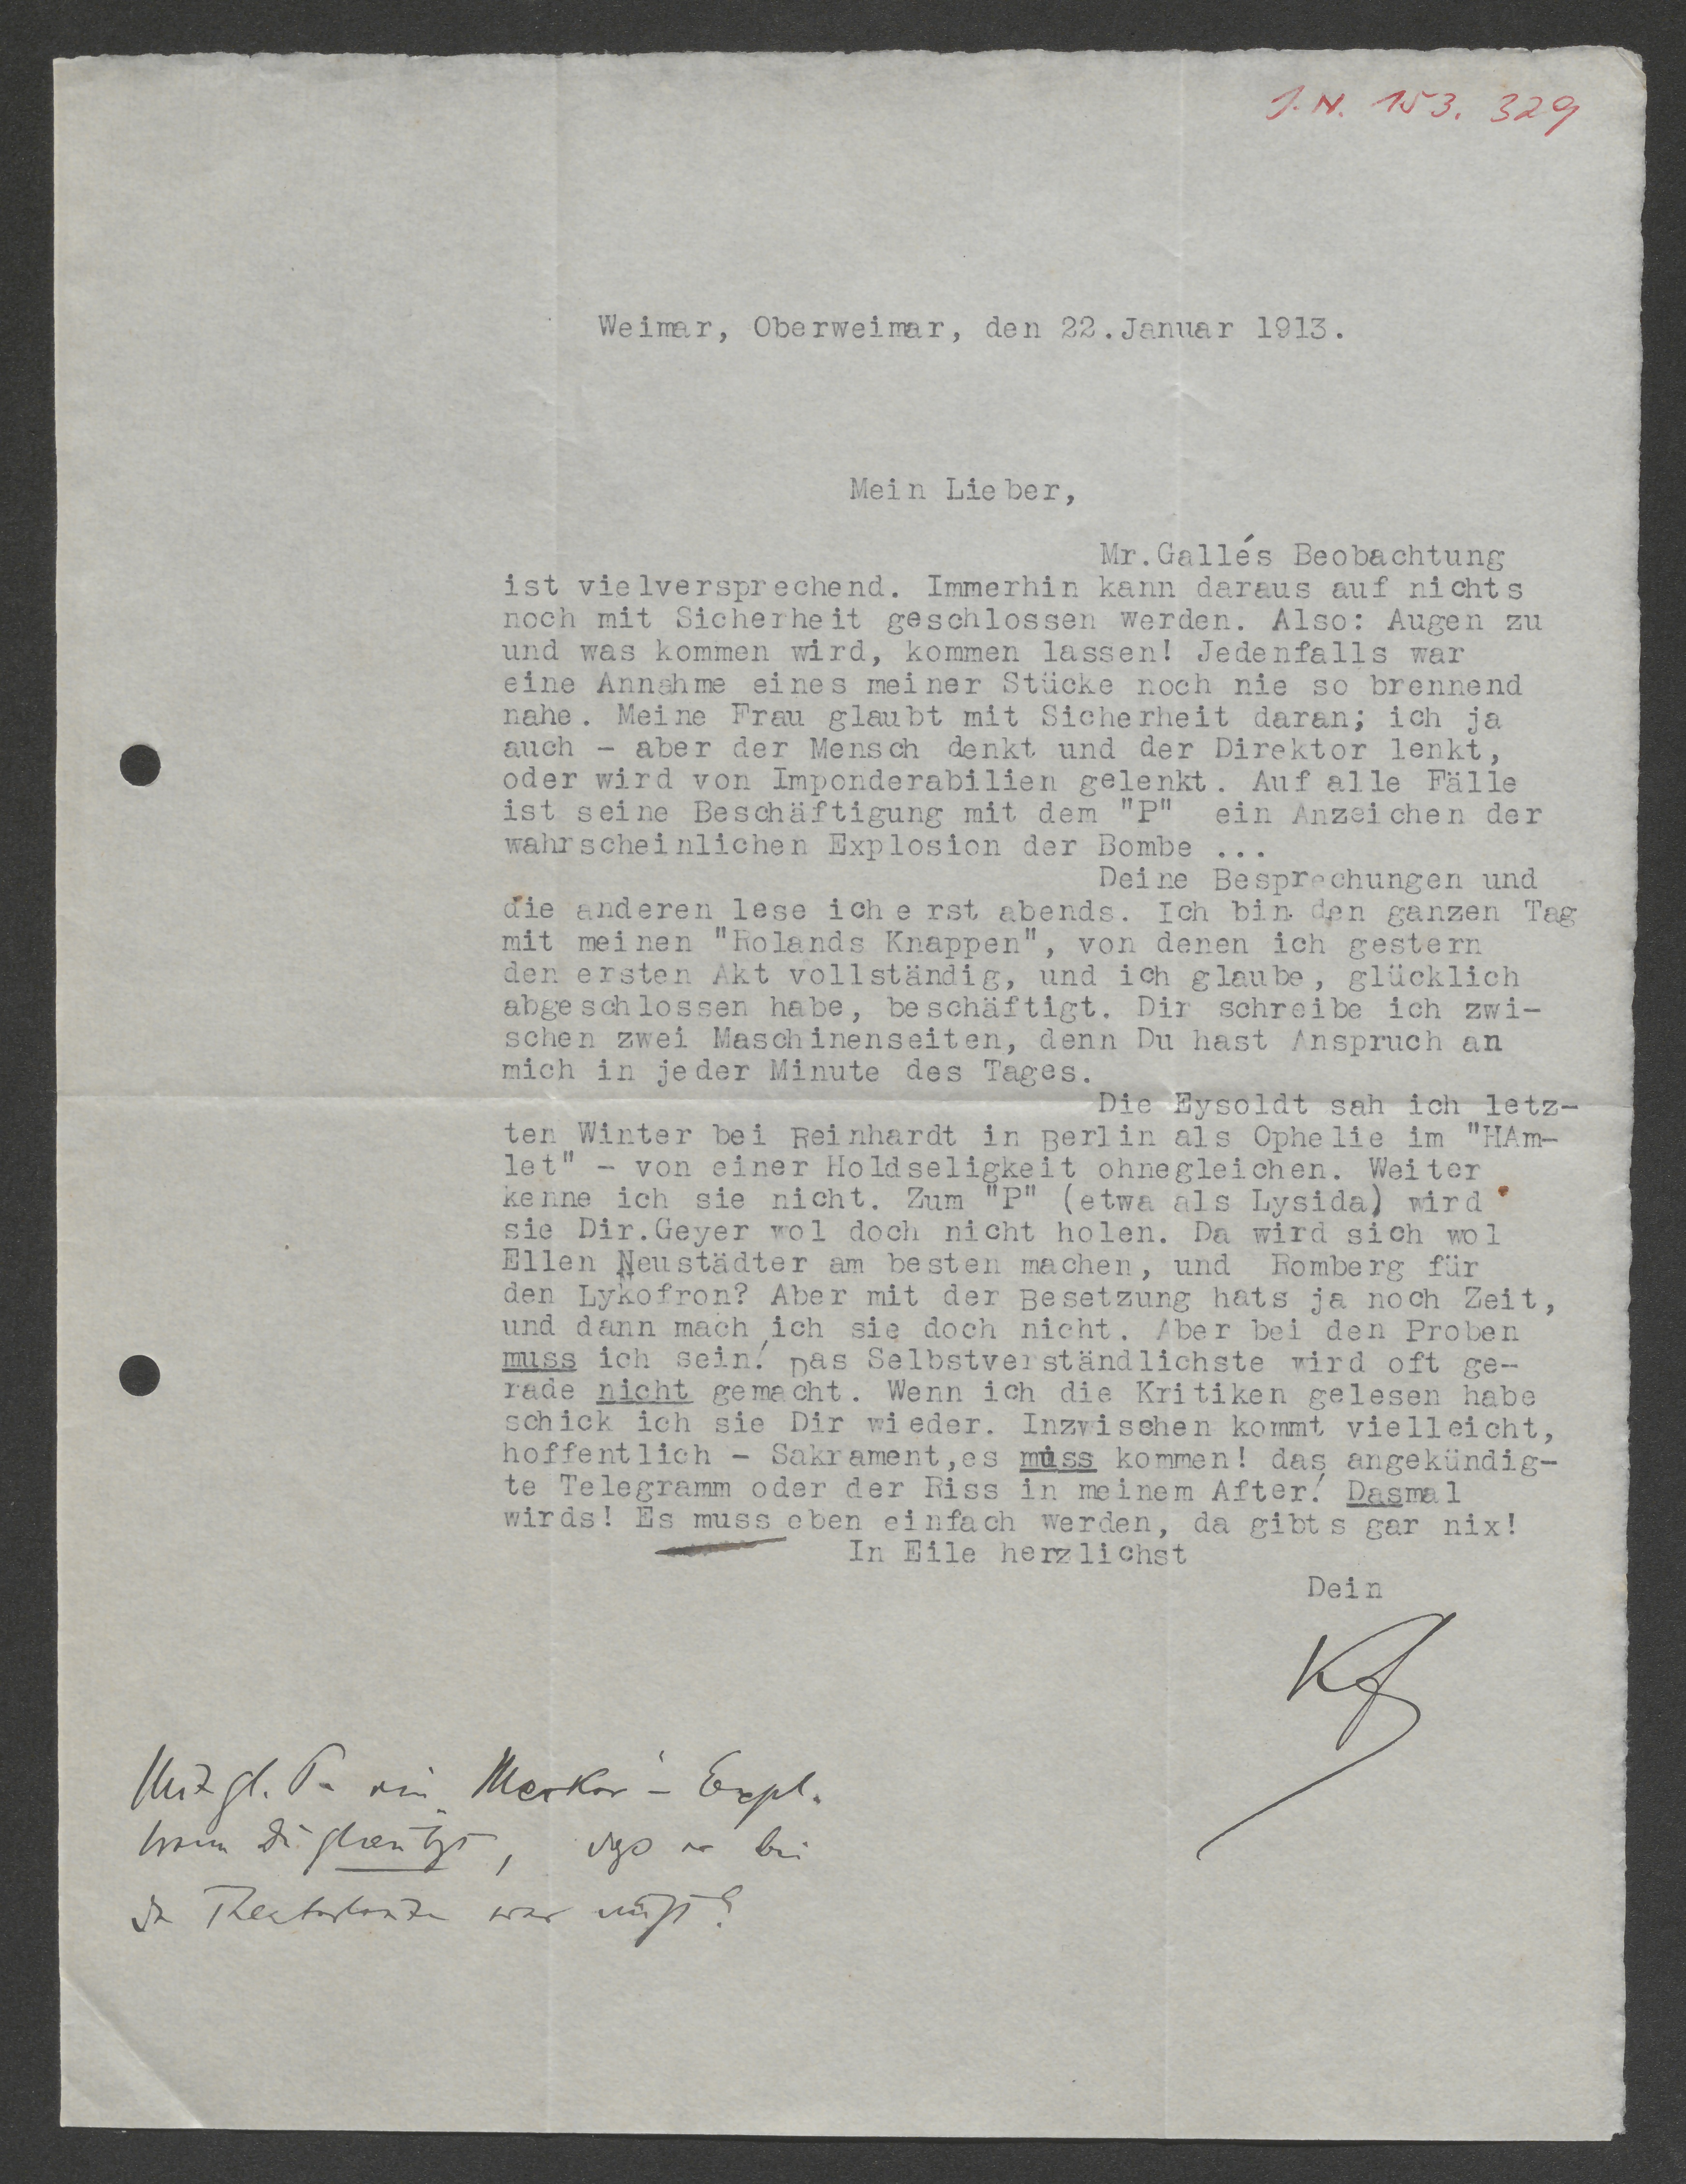 J.N. 153.329
Weimar, Oberweimar, den 22.Januar 1913.
Mein Lieber,
Mr.Gallés Beobachtung
ist vielversprechend. Immerhin kann daraus auf nichts
noch mit Sicherheit geschlossen werden. Also: Augen zu
und was kommen wird, kommen lassen! Jedenfalls war
eine Annahme eines meiner Stücke noch nie so brennend
nahe. Meine Frau glaubt mit Sicherheit daran; ich ja
auch - aber der Mensch denkt und der Direktor lenkt,
oder wird von Imponderabilien gelenkt. Auf alle Fälle
ist seine Beschäftigung mit dem "P" ein Anzeichen der
wahrscheinlichen Explosion der Bombe ...
Deine Besprechungen und
die anderen lese ich erst abends. Ich bin den ganzen Tag
mit meinen "Rolands Knappen", von denen ich gestern
den ersten Akt vollständig, und ich glaube, glücklich
abgeschlossen habe, beschäftigt. Dir schreibe ich zwi-
schen zwei Maschinenseiten, denn Du hast Anspruch an
mich in jeder Minute des Tages.
Die Eysoldt sah ich letz-
ten Winter bei Reinhardt in Berlin als Ophelie im "HAm-
let" - von einer Holdseligkeit ohnegleichen. Weiter
kenne ich sie nicht. Zum "P" (etwa als Lysida) wird
sie Dir.Geyer wol doch nicht holen. Da wird sich wol
Ellen Neustädter am besten machen, und Romberg für
den Lykofron? Aber mit der Besetzung hats ja noch Zeit,
und dann mach ich sie doch nicht. Aber bei den Proben
muss ich sein! Das Selbstverständlichste wird oft ge-
rade nicht gemacht. Wenn ich die Kritiken gelesen habe
schick ich sie Dir wieder. Inzwischen kommt vielleicht,
hoffentlich - Sakrament,es muss kommen! das angekündig-
te Telegramm oder der Riss in meinem After! Dasmal
wirds! Es muss eben einfach werden, da gibts gar nix!
In Eile herzlichst
Dein
Kf
ein "Merker"-Expl.
wenn Du glaubst, dss er bei
war nützt?